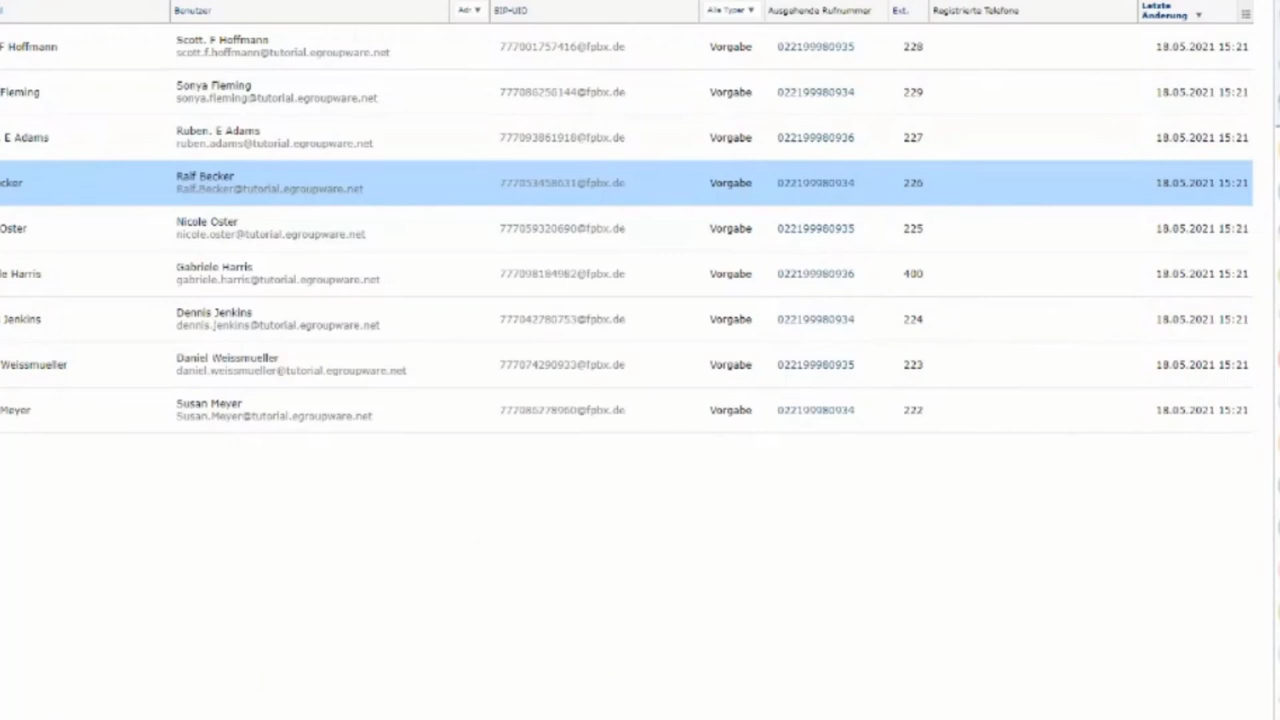 Benutzer Adr SIP-UID Alle Typen Ausgehende Rufnummer Ext. Registrierte Telefone Letzte
Änderung
F Hoffmann Scott. F Hoffmann 777001757416@fpbx.de Vorgabe 022199980935 228 18.05.2021 15:21
scott.f.hoffmann@tutorial.egroupware.net
Fleming Sonya Fleming 777086256144@fpbx.de Vorgabe 022199980934 229 18.05.2021 15:21
sonya.fleming@tutorial.egroupware.net
E Adams Ruben. E Adams 777093861918@fpbx.de Vorgabe 022199980936 227 18.05.2021 15:21
ruben.adams@tutorial.egroupware.net
cker Ralf Becker 777053458631@fpbx.de Vorgabe 022199980934 226 18.05.2021 15:21
Ralf.Becker@tutorial.egroupware.net
Oster Nicole Oster 777059320690@fpbx.de Vorgabe 022199980935 225 18.05.2021 15:21
nicole.oster@tutorial.egroupware.net
le Harris Gabriele Harris 777098184982@fpbx.de Vorgabe 022199980936 400 18.05.2021 15:21
gabriele.harris@tutorial.egroupware.net
Jenkins Dennis Jenkins 777042780753@fpbx.de Vorgabe 022199980934 224 18.05.2021 15:21
dennis.jenkins@tutorial.egroupware.net
Weissmueller Daniel Weissmueller 777074290933@fpbx.de Vorgabe 022199980935 223 18.05.2021 15:21
daniel.weissmueller@tutorial.egroupware.net
Meyer Susan Meyer 777086278960@fpbx.de Vorgabe 022199980934 222 18.05.2021 15:21
Susan.Meyer@tutorial.egroupware.net